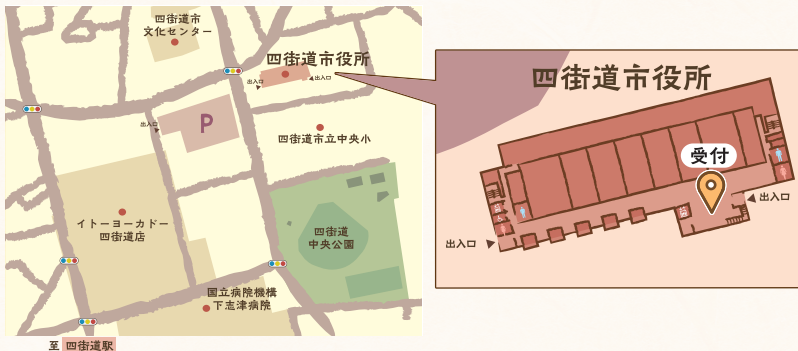 四街道市
文化センター
四街道市役所
出入口
出入口
出入口
P
四街道市立中央小
イトーヨーカドー
四街道店
四街道
中央公園
国立病院機構
下志津病院
至 四街道駅
四街道市役所
受付
出入口
出入口